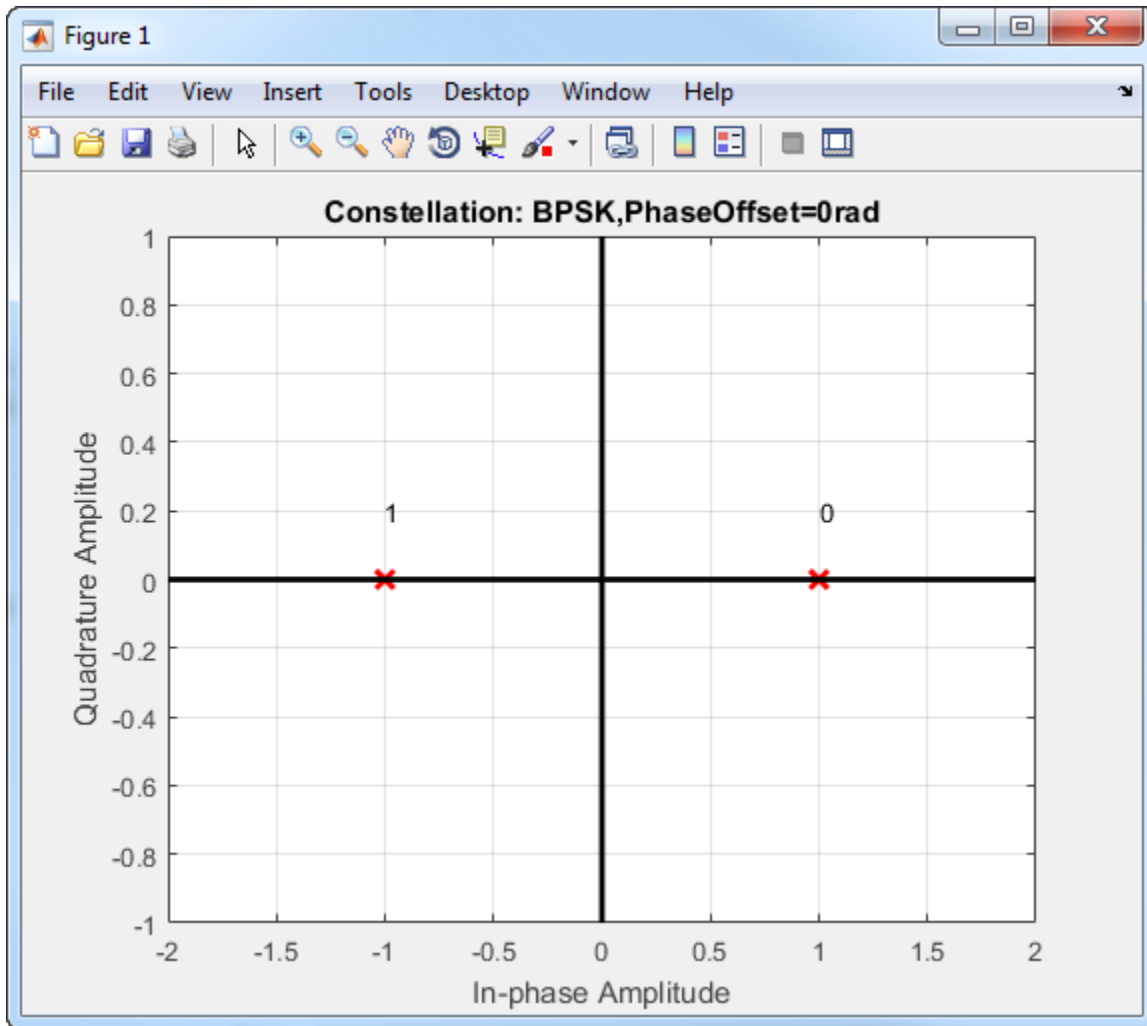 Figure 1
File Edit View Insert Tools Desktop Window Help
Constellation: BPSK,PhaseOffset=0rad
1
0.8
0.6
0.4
0.2
0
-0.2
-0.4
-0.6
-0.8
-1
Quadrature Amplitude
1 0
-2 -1.5 -1 -0.5 0 0.5 1 1.5 2
In-phase Amplitude